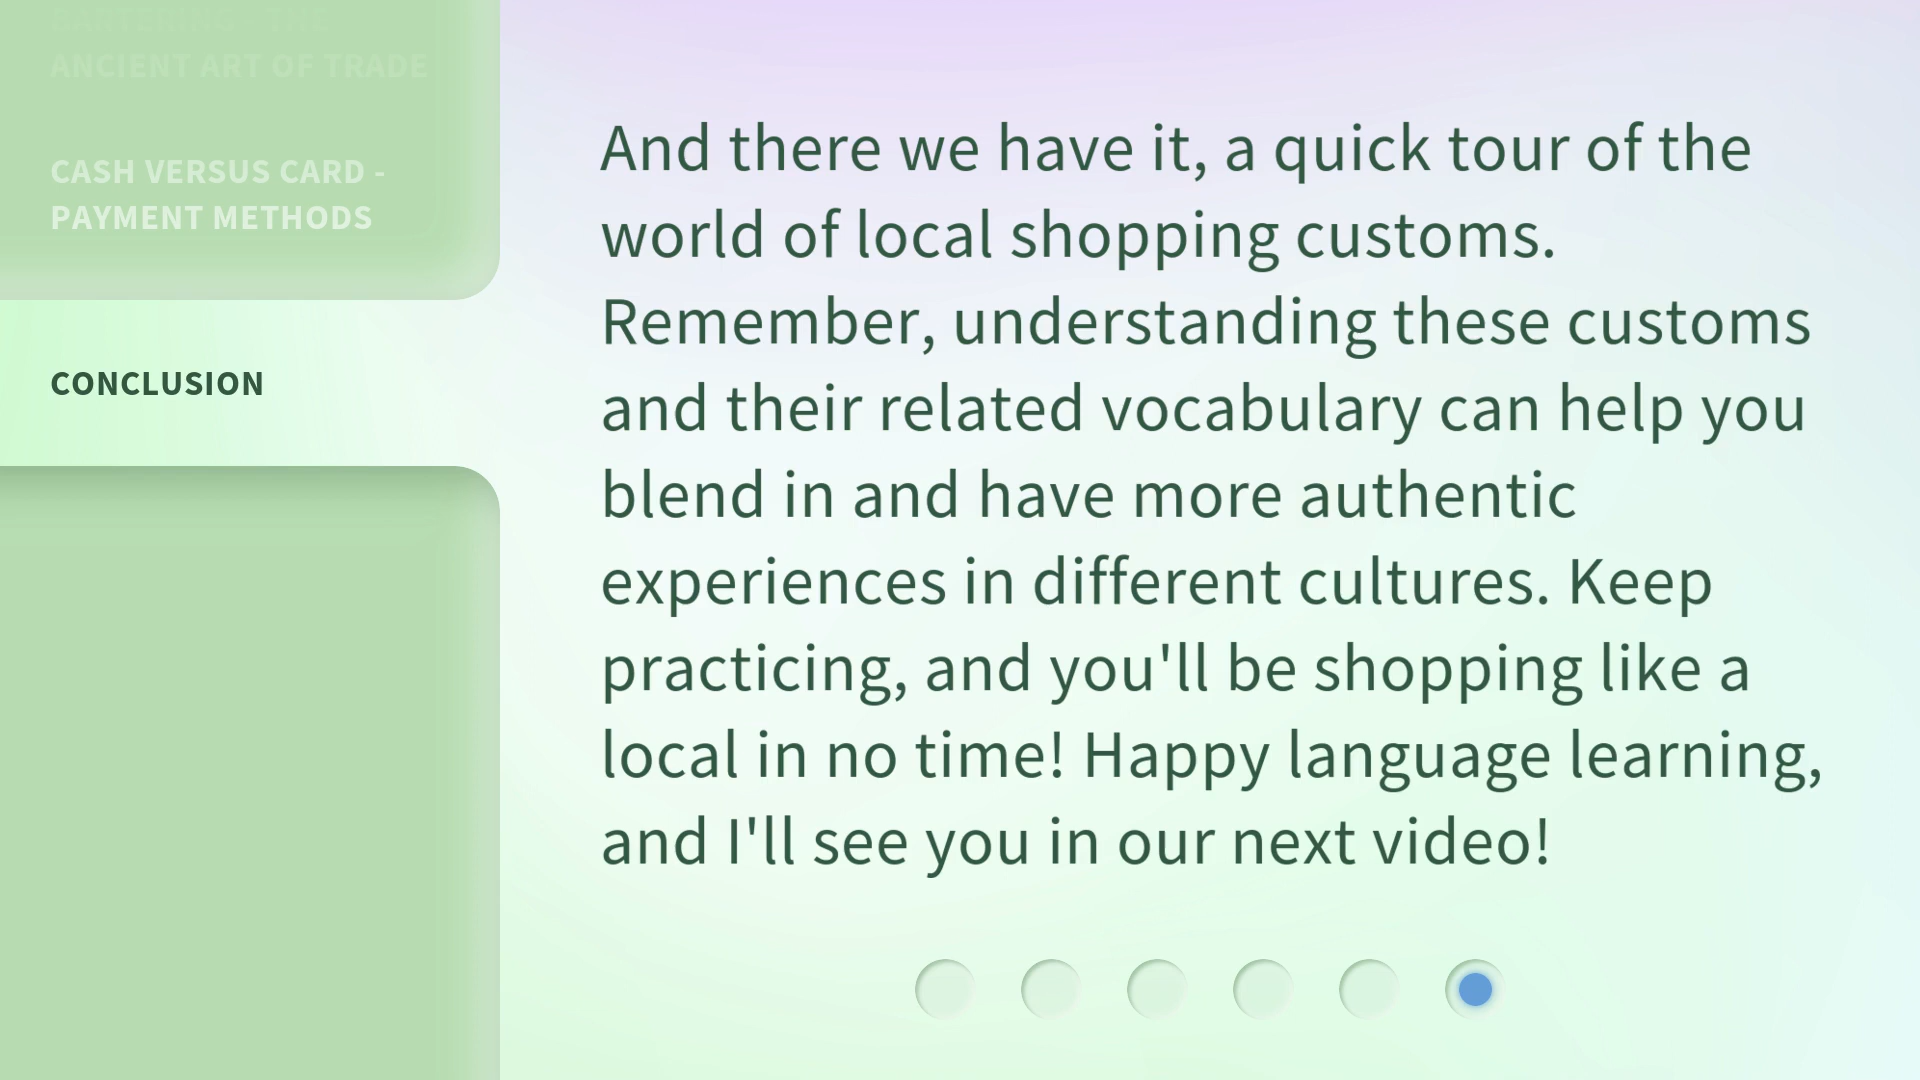 BARTERING - THE
ANCIENT ART OF TRADE
CASH VERSUS CARD -
PAYMENT METHODS
CONCLUSION
And there we have it, a quick tour of the
world of local shopping customs.
Remember, understanding these customs
and their related vocabulary can help you
blend in and have more authentic
experiences in different cultures. Keep
practicing, and you'll be shopping like a
local in no time! Happy language learning,
and I'll see you in our next video!